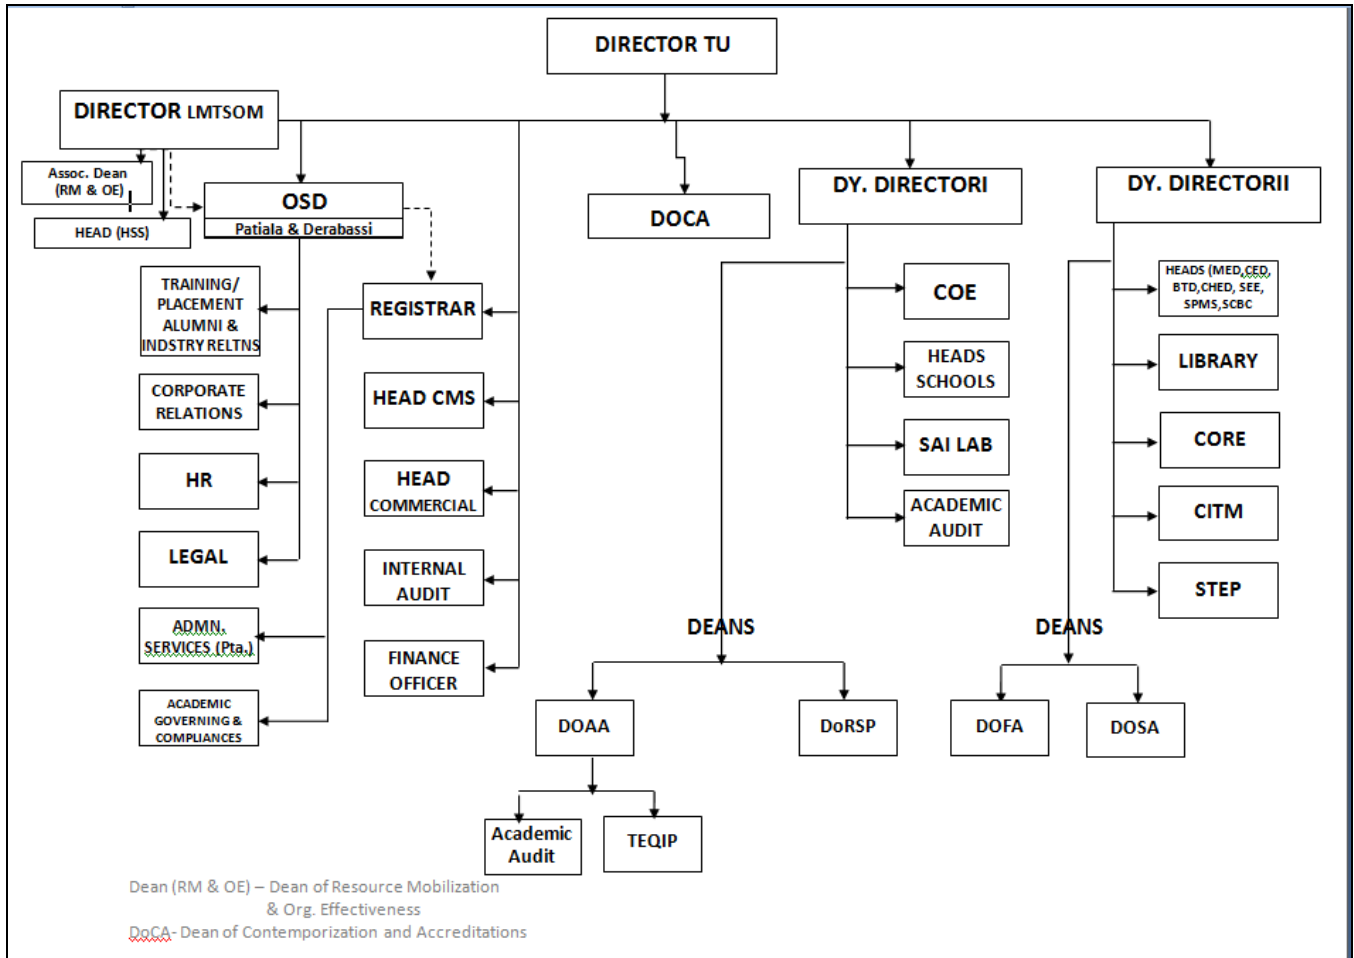 DIRECTOR TU
DIRECTOR LMTSOM
Assoc. Dean
(RM & OE)
HEAD (HSS)
OSD
Patiala & Derabassi
DOCA
DY. DIRECTORI
DY. DIRECTORII
TRAINING/
PLACEMENT
ALUMNI &
INDSTRY RELTNS
CORPORATE
RELATIONS
HR
LEGAL
ADMN.
SERVICES (Pta.)
ACADEMIC
GOVERNING &
COMPLIANCES
REGISTRAR
HEAD CMS
HEAD
COMMERCIAL
INTERNAL
AUDIT
FINANCE
OFFICER
COE
HEADS
SCHOOLS
SAI LAB
ACADEMIC
AUDIT
HEADS (MED,CED,
BTD,CHED, SEE,
SPMS,SCBC
LIBRARY
CORE
CITM
STEP
DEANS
DEANS
DOAA
DoRSP
DOFA
DOSA
Academic
Audit
TEQIP
Dean (RM & OE) – Dean of Resource Mobilization
& Org. Effectiveness
DoCA- Dean of Contemporization and Accreditations